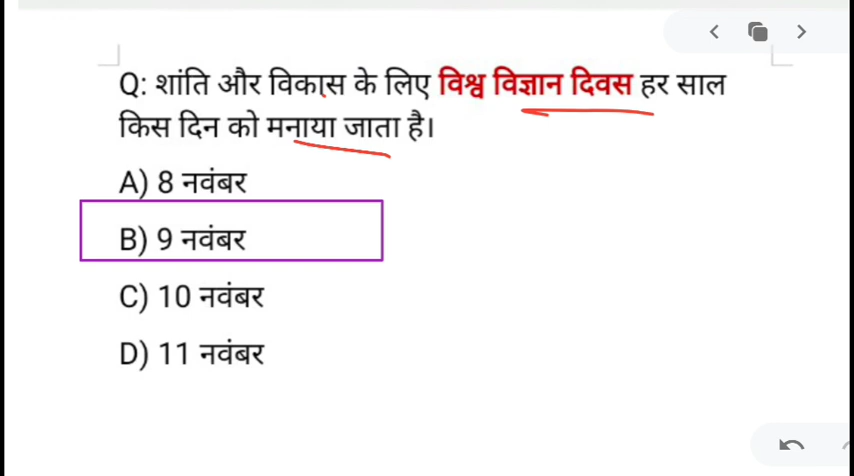 Q: शांति और विकास के लिए विश्व विज्ञान दिवस हर साल
किस दिन को मनाया जाता है।
A) 8 नवंबर
B) 9 नवंबर
C) 10 नवंबर
D) 11 नवंबर